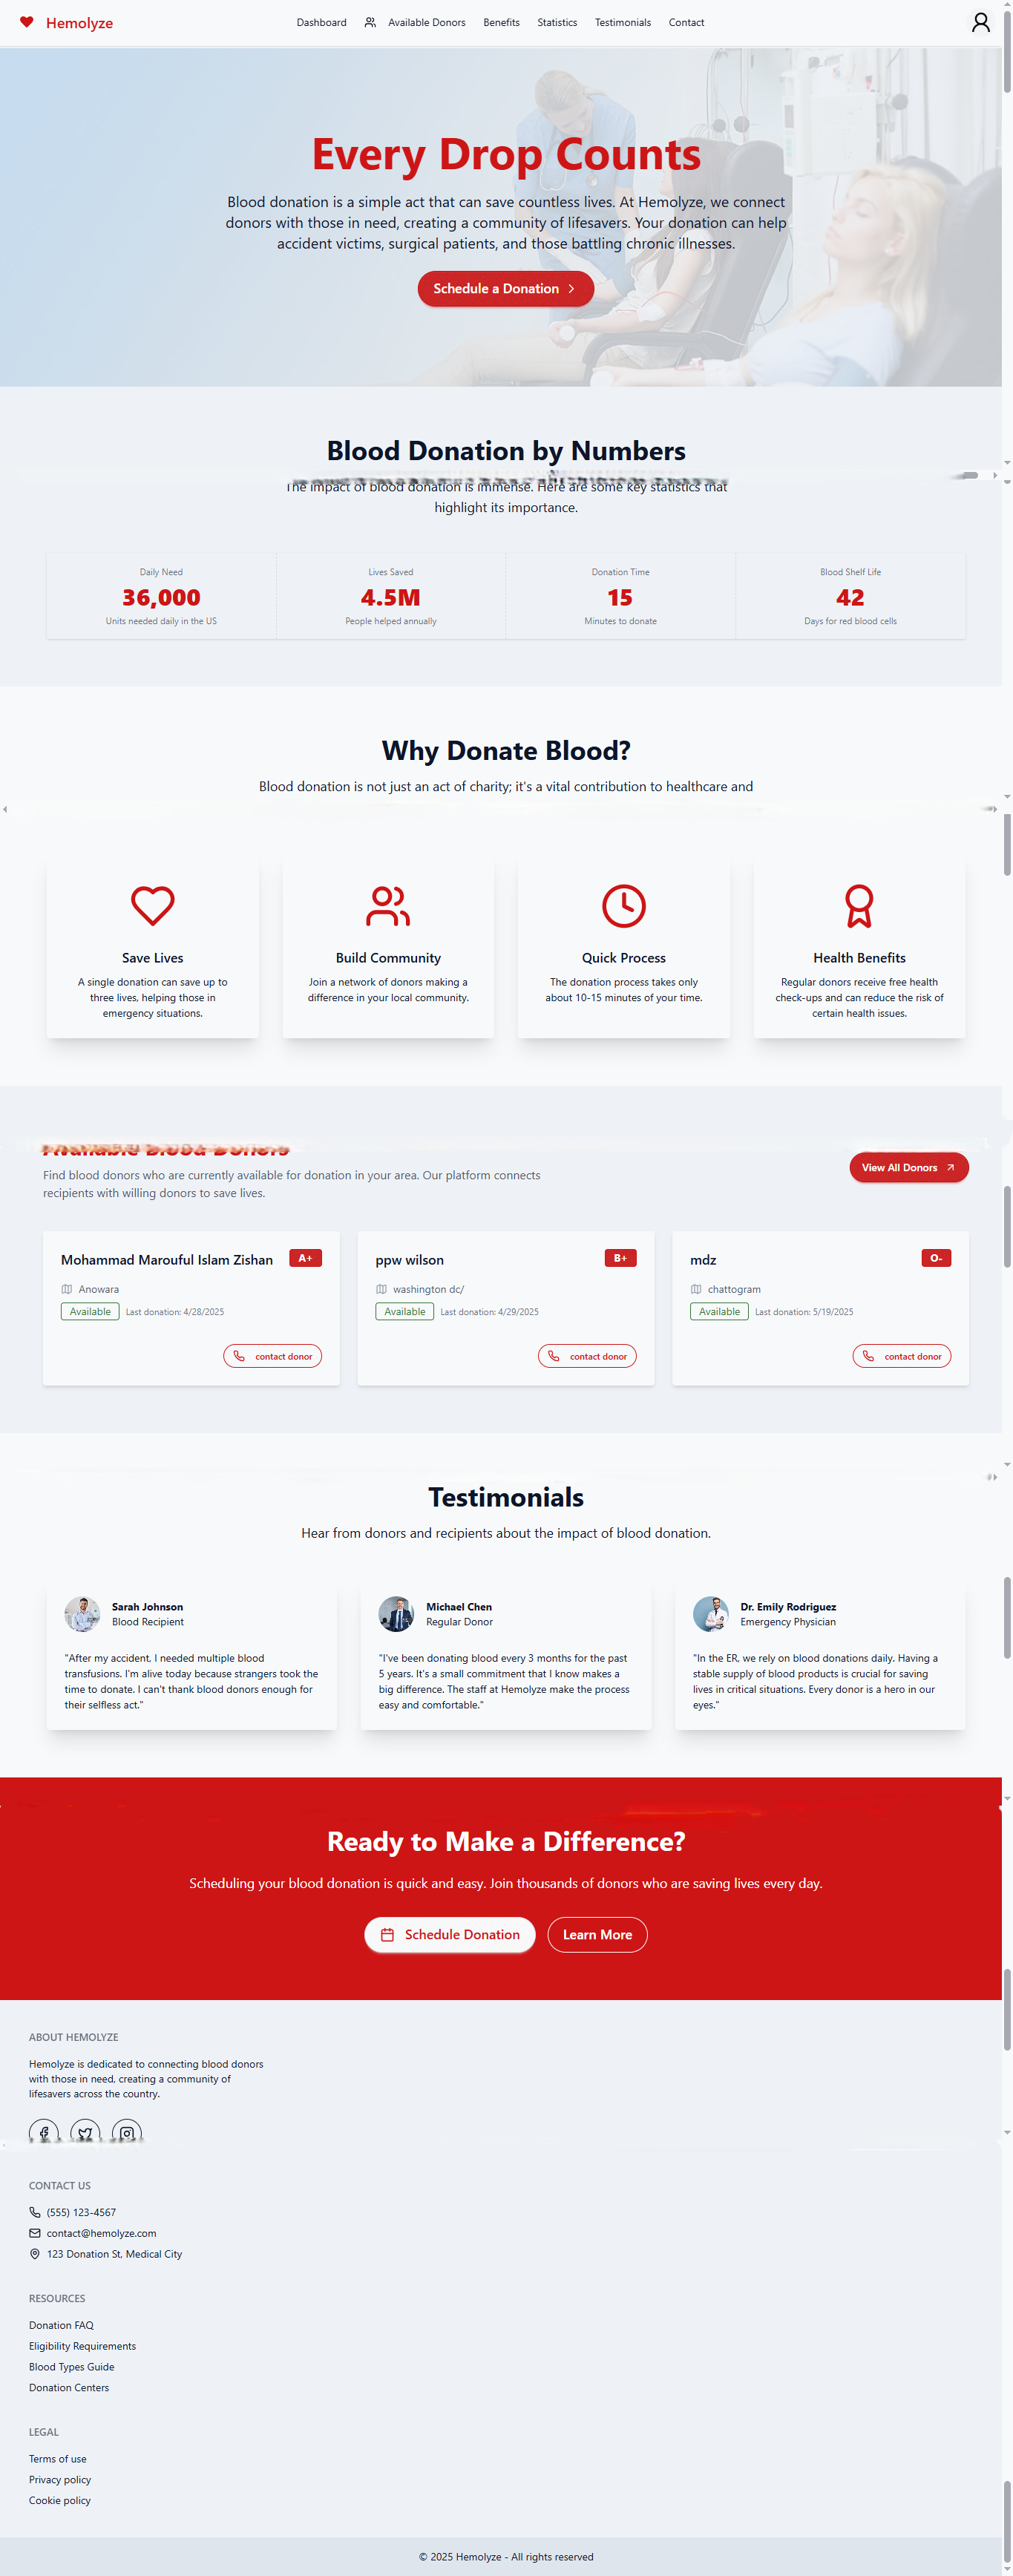 Hemolyze
Dashboard
Available Donors
Benefits
Statistics
Testimonials
Contact
Every Drop Counts
Blood donation is a simple act that can save countless lives. At Hemolyze, we connect
donors with those in need, creating a community of lifesavers. Your donation can help
accident victims, surgical patients, and those battling chronic illnesses.
Schedule a Donation
Blood Donation by Numbers
The impact of blood donation is immense. Here are some key statistics that
highlight its importance.
Daily Need
36,000
Units needed daily in the US
Lives Saved
4.5M
People helped annually
Donation Time
15
Minutes to donate
Blood Shelf Life
42
Days for red blood cells
Why Donate Blood?
Blood donation is not just an act of charity; it's a vital contribution to healthcare and
Save Lives
A single donation can save up to
three lives, helping those in
emergency situations.
Build Community
Join a network of donors making a
difference in your local community.
Quick Process
The donation process takes only
about 10-15 minutes of your time.
Health Benefits
Regular donors receive free health
check-ups and can reduce the risk of
certain health issues.
Available Blood Donors
Find blood donors who are currently available for donation in your area. Our platform connects
recipients with willing donors to save lives.
View All Donors
Mohammad Marouful Islam Zishan
A+
Anowara
Available
Last donation: 4/28/2025
contact donor
ppw wilson
B+
washington dc/
Available
Last donation: 4/29/2025
contact donor
mdz
O-
chattogram
Available
Last donation: 5/19/2025
contact donor
Testimonials
Hear from donors and recipients about the impact of blood donation.
Sarah Johnson
Blood Recipient
"After my accident, I needed multiple blood
transfusions. I'm alive today because strangers took the
time to donate. I can't thank blood donors enough for
their selfless act."
Michael Chen
Regular Donor
"I've been donating blood every 3 months for the past
5 years. It's a small commitment that I know makes a
big difference. The staff at Hemolyze make the process
easy and comfortable."
Dr. Emily Rodriguez
Emergency Physician
"In the ER, we rely on blood donations daily. Having a
stable supply of blood products is crucial for saving
lives in critical situations. Every donor is a hero in our
eyes."
Ready to Make a Difference?
Scheduling your blood donation is quick and easy. Join thousands of donors who are saving lives every day.
Schedule Donation
Learn More
ABOUT HEMOLYZE
Hemolyze is dedicated to connecting blood donors
with those in need, creating a community of
lifesavers across the country.
CONTACT US
(555) 123-4567
contact@hemolyze.com
123 Donation St, Medical City
RESOURCES
Donation FAQ
Eligibility Requirements
Blood Types Guide
Donation Centers
LEGAL
Terms of use
Privacy policy
Cookie policy
© 2025 Hemolyze - All rights reserved